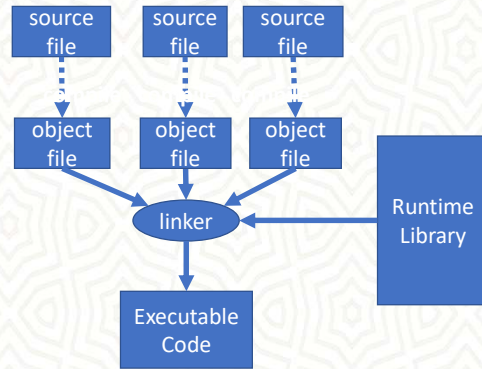 source
file
source
file
source
file
object
file
object
file
object
file
linker
Runtime
Library
Executable
Code